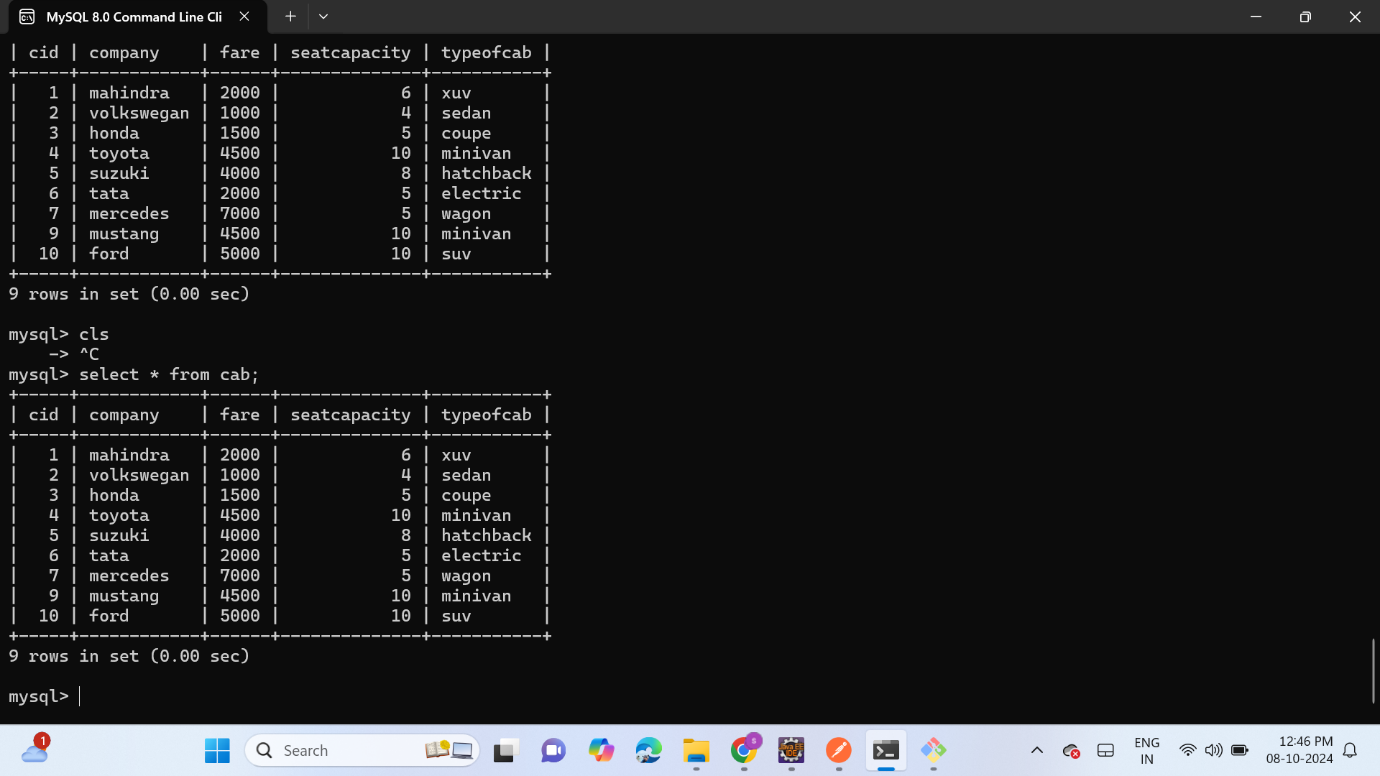 MySQL 8.0 Command Line Cli
| cid | company    | fare | seatcapacity | typeofcab |
+-----+------------+------+--------------+-----------+
|   1 | mahindra   | 2000 |            6 | xuv       |
|   2 | volkswegan | 1000 |            4 | sedan     |
|   3 | honda      | 1500 |            5 | coupe     |
|   4 | toyota     | 4500 |           10 | minivan   |
|   5 | suzuki     | 4000 |            8 | hatchback |
|   6 | tata       | 2000 |            5 | electric  |
|   7 | mercedes   | 7000 |            5 | wagon     |
|   9 | mustang    | 4500 |           10 | minivan   |
|  10 | ford       | 5000 |           10 | suv       |
+-----+------------+------+--------------+-----------+
9 rows in set (0.00 sec)
mysql> cls
    -> ^C
mysql> select * from cab;
+-----+------------+------+--------------+-----------+
| cid | company    | fare | seatcapacity | typeofcab |
+-----+------------+------+--------------+-----------+
|   1 | mahindra   | 2000 |            6 | xuv       |
|   2 | volkswegan | 1000 |            4 | sedan     |
|   3 | honda      | 1500 |            5 | coupe     |
|   4 | toyota     | 4500 |           10 | minivan   |
|   5 | suzuki     | 4000 |            8 | hatchback |
|   6 | tata       | 2000 |            5 | electric  |
|   7 | mercedes   | 7000 |            5 | wagon     |
|   9 | mustang    | 4500 |           10 | minivan   |
|  10 | ford       | 5000 |           10 | suv       |
+-----+------------+------+--------------+-----------+
9 rows in set (0.00 sec)
mysql>
1
Search
S
Java EE
IDE
ENG
IN
12:46 PM
08-10-2024